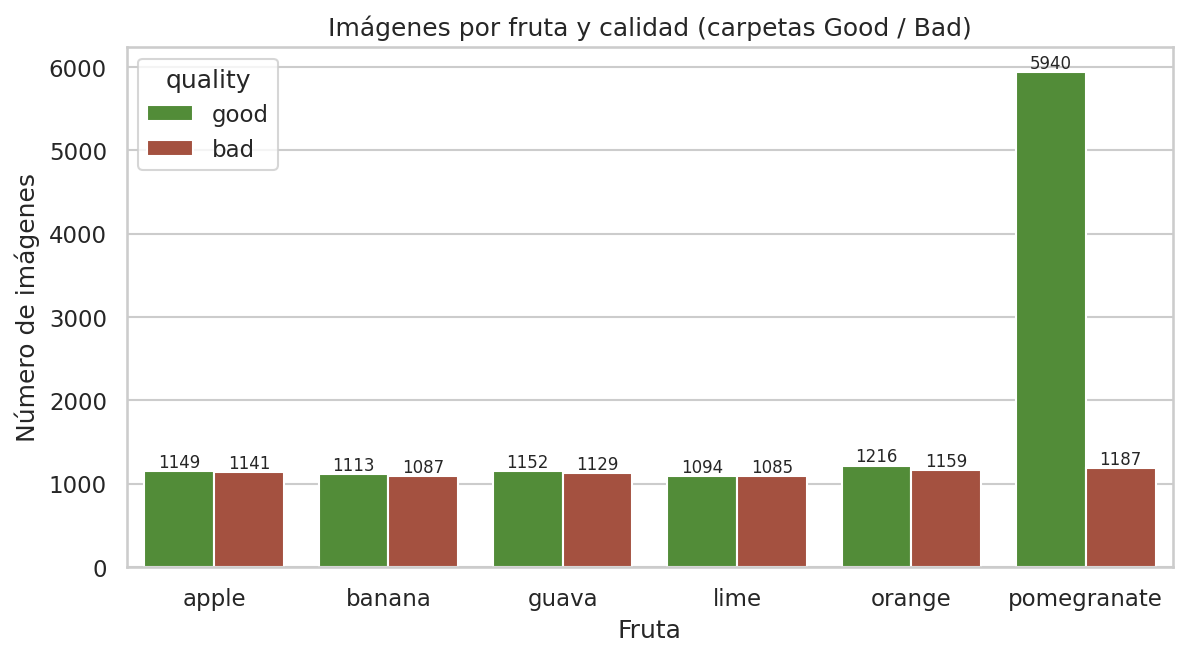 Imágenes por fruta y calidad (carpetas Good / Bad)
quality
good
bad
Número de imágenes
6000
5000
4000
3000
2000
1000
0
1149
1141
1113
1087
1152
1129
1094
1085
1216
1159
5940
1187
apple
banana
guava
lime
orange
pomegranate
Fruta